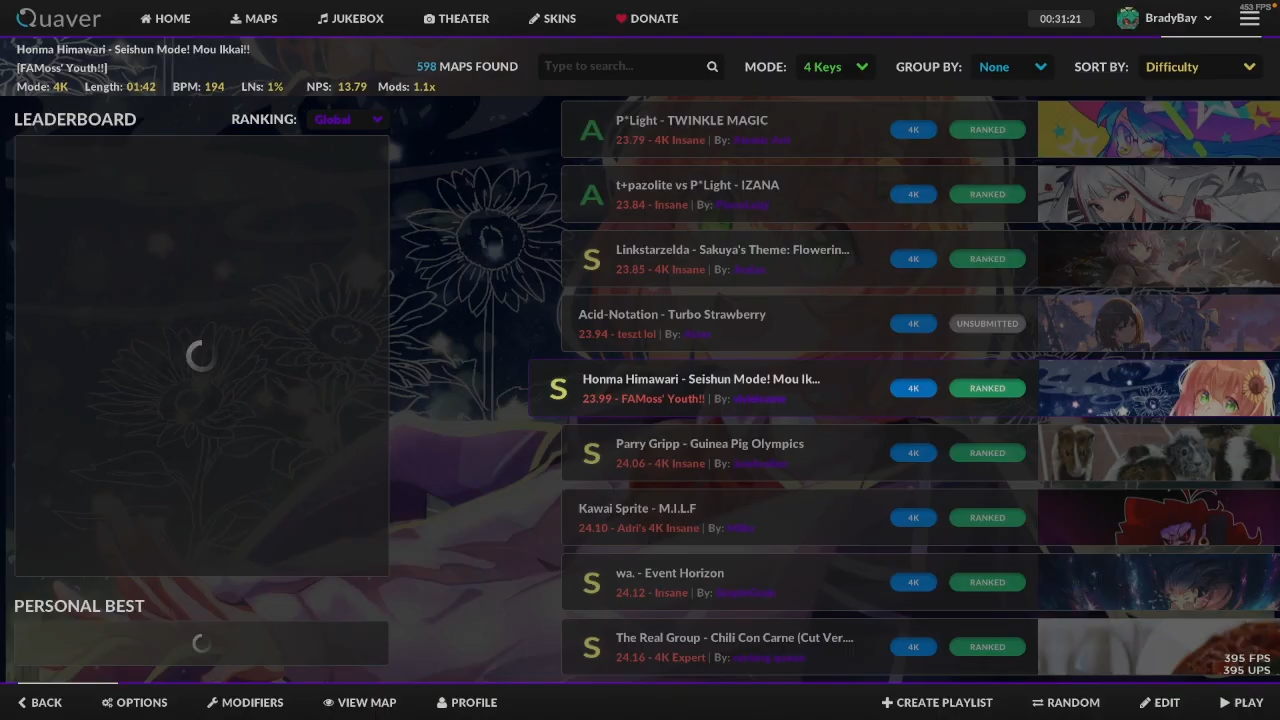 Quaver HOME MAPS JUKEBOX THEATER SKINS DONATE 00:31:21 BradyBay 453 FPS
Honma Himawari - Seishun Mode! Mou Ikkai!!
[FAMoss' Youth!!]
Mode: 4K Length: 01:42 BPM: 194 LNs: 1% NPS: 13.79 Mods: 1.1x
598 MAPS FOUND Type to search... MODE: 4 Keys GROUP BY: None SORT BY: Difficulty
LEADERBOARD RANKING: Global
A P*Light - TWINKLE MAGIC 4K RANKED
23.79 - 4K Insane | By:
A t+pazolite vs P*Light - IZANA 4K RANKED
23.84 - Insane | By:
S Linkstarzelda - Sakuya's Theme: Flowerin... 4K RANKED
23.85 - 4K Insane | By:
Acid-Notation - Turbo Strawberry 4K UNSUBMITTED
23.94 - teszt lol | By:
S Honma Himawari - Seishun Mode! Mou Ik... 4K RANKED
23.99 - FAMoss' Youth!! | By:
S Parry Gripp - Guinea Pig Olympics 4K RANKED
24.06 - 4K Insane | By:
Kawai Sprite - M.I.L.F 4K RANKED
24.10 - Adri's 4K Insane | By:
S wa. - Event Horizon 4K RANKED
24.12 - Insane | By:
S The Real Group - Chili Con Carne (Cut Ver.... 4K RANKED
24.16 - 4K Expert | By:
PERSONAL BEST
395 FPS
395 UPS
BACK OPTIONS MODIFIERS VIEW MAP PROFILE CREATE PLAYLIST RANDOM EDIT PLAY